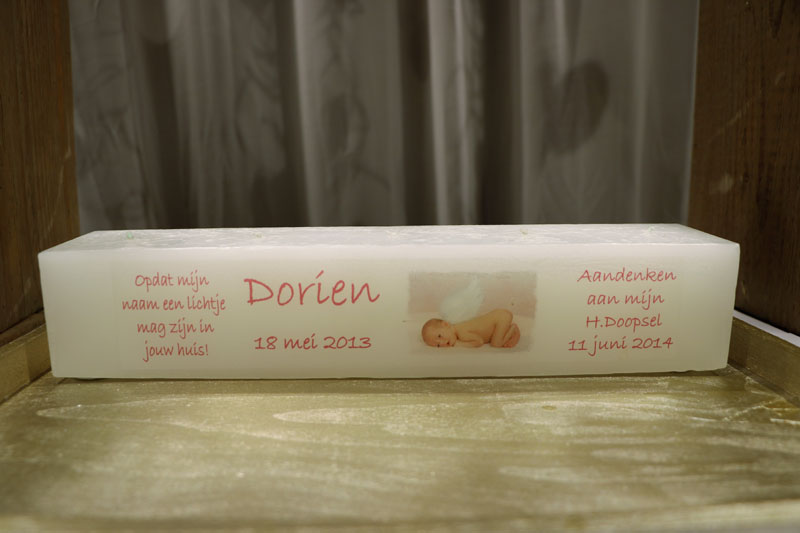 Opdat mijn
naam een lichtje
mag zijn in
jouw huis!
Dorien
18 mei 2013
Aandenken
aan mijn
H.Doopsel
11 juni 2014